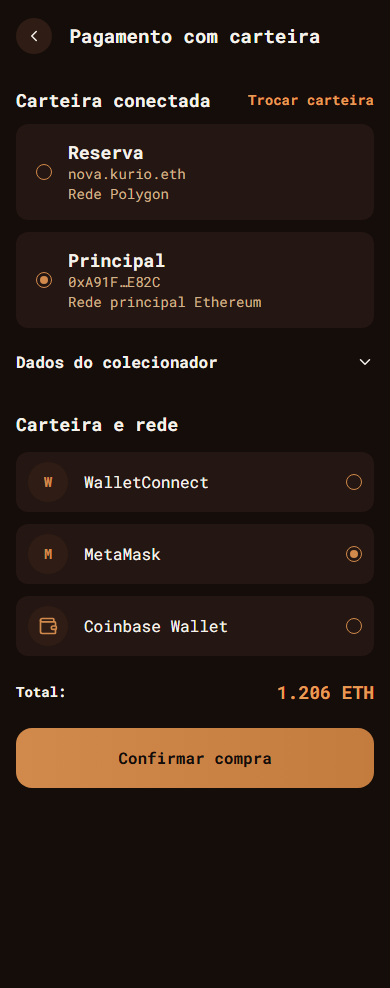 Pagamento com carteira
Carteira conectada
Trocar carteira
Reserva
nova.kurio.eth
Rede Polygon
Principal
0xA91F…E82C
Rede principal Ethereum
Dados do colecionador
Carteira e rede
W WalletConnect
M MetaMask
Coinbase Wallet
Total: 1.206 ETH
Confirmar compra